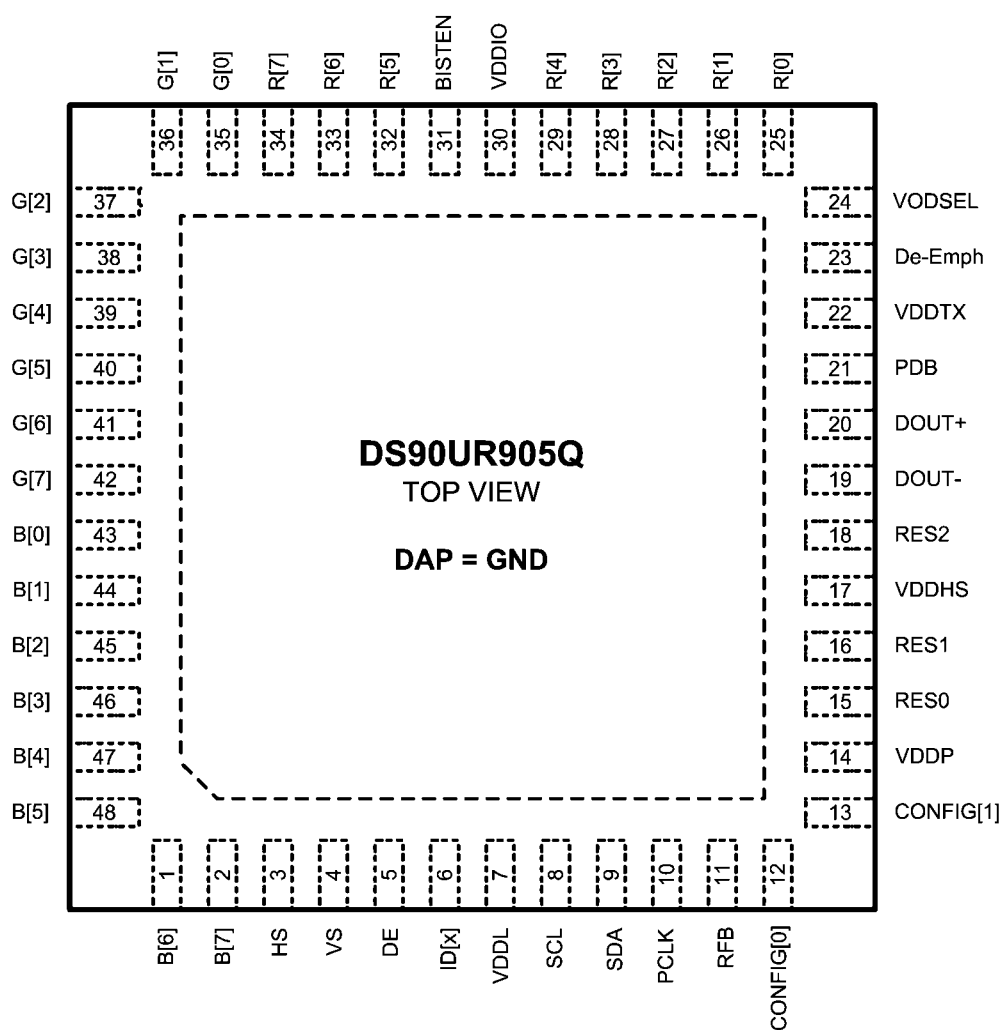 G[1] G[0] R[7] R[6] R[5] BISTEN VDDIO R[4] R[3] R[2] R[1] R[0]
36 35 34 33 32 31 30 29 28 27 26 25
G[2] 37 24 VODSEL
G[3] 38 23 De-Emph
G[4] 39 22 VDDTX
G[5] 40 21 PDB
G[6] 41 20 DOUT+
G[7] 42 19 DOUT-
B[0] 43 18 RES2
B[1] 44 17 VDDHS
B[2] 45 16 RES1
B[3] 46 15 RES0
B[4] 47 14 VDDP
B[5] 48 13 CONFIG[1]
DS90UR905Q
TOP VIEW
DAP = GND
1 2 3 4 5 6 7 8 9 10 11 12
B[6] B[7] HS VS DE ID[x] VDDL SCL SDA PCLK RFB CONFIG[0]